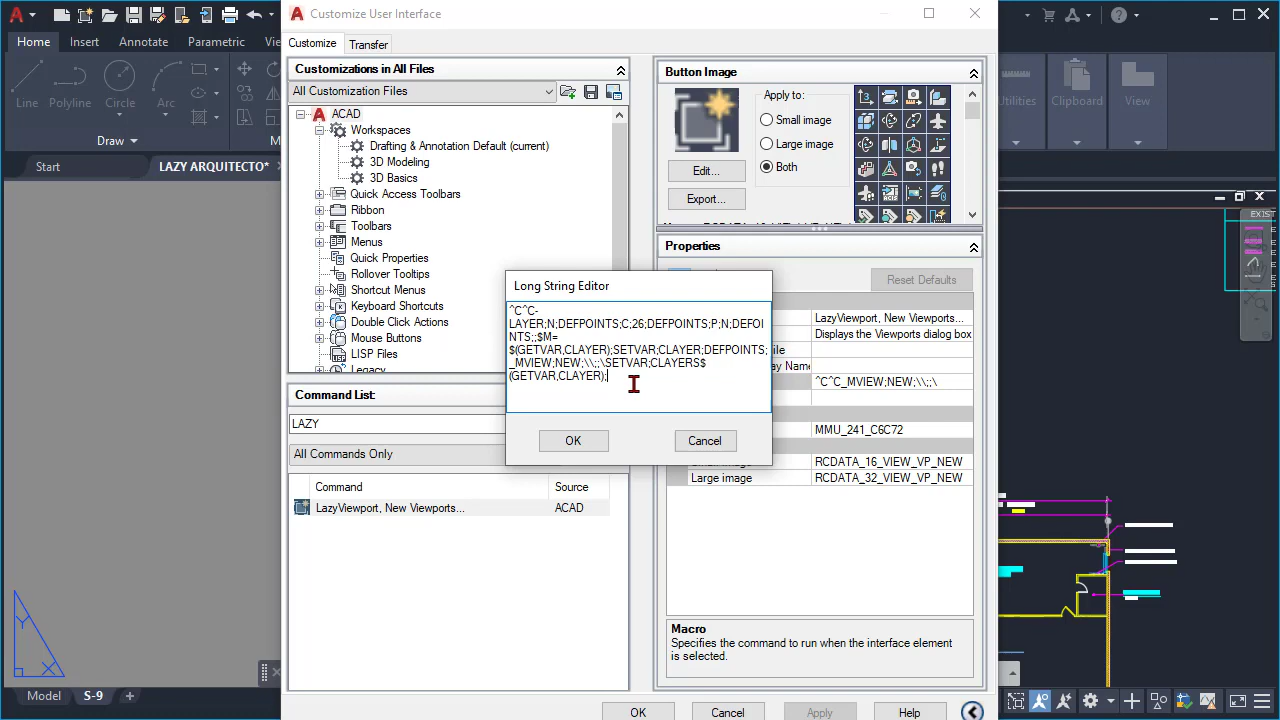 Customize User Interface
Home Insert Annotate Parametric
Customize Transfer
Customizations in All Files
All Customization Files
ACAD
Workspaces
Drafting & Annotation Default (current)
3D Modeling
3D Basics
Quick Access Toolbars
Ribbon
Toolbars
Menus
Quick Properties
Rollover Tooltips
Shortcut Menus
Keyboard Shortcuts
Double Click Actions
Mouse Buttons
LISP Files
Legacy
Line Polyline Circle Arc
Draw
Start LAZY ARQUITECTO*
Command List:
LAZY
All Commands Only
Command Source
LazyViewport, New Viewports... ACAD
Button Image
Apply to:
Small image
Large image
Both
Edit...
Export...
Properties
Reset Defaults
LazyViewport, New Viewports...
Displays the Viewports dialog box
^C^C_MVIEW;NEW;\\;;\
MMU_241_C6C72
RCDATA_16_VIEW_VP_NEW
Large image RCDATA_32_VIEW_VP_NEW
Long String Editor
^C^C-
LAYER;N;DEFPOINTS;C;26;DEFPOINTS;P;N;DEFOI
NTS;;$M=
$(GETVAR,CLAYER);SETVAR;CLAYER;DEFPOINTS;
_MVIEW;NEW;\\;;\SETVAR;CLAYERS$
(GETVAR,CLAYER);
OK Cancel
Macro
Specifies the command to run when the interface element
is selected.
OK Cancel Apply Help
Utilities Clipboard View
EXIST
Y
X
Model S-9